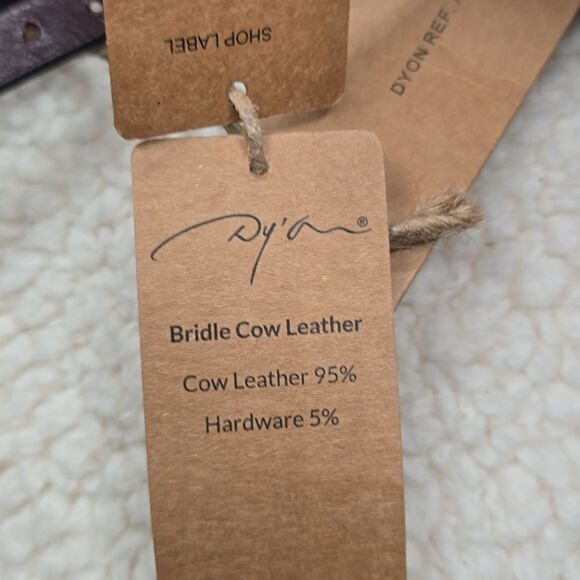 SHOP LABEL
DYON REF.
Dy'on®
Bridle Cow Leather
Cow Leather 95%
Hardware 5%